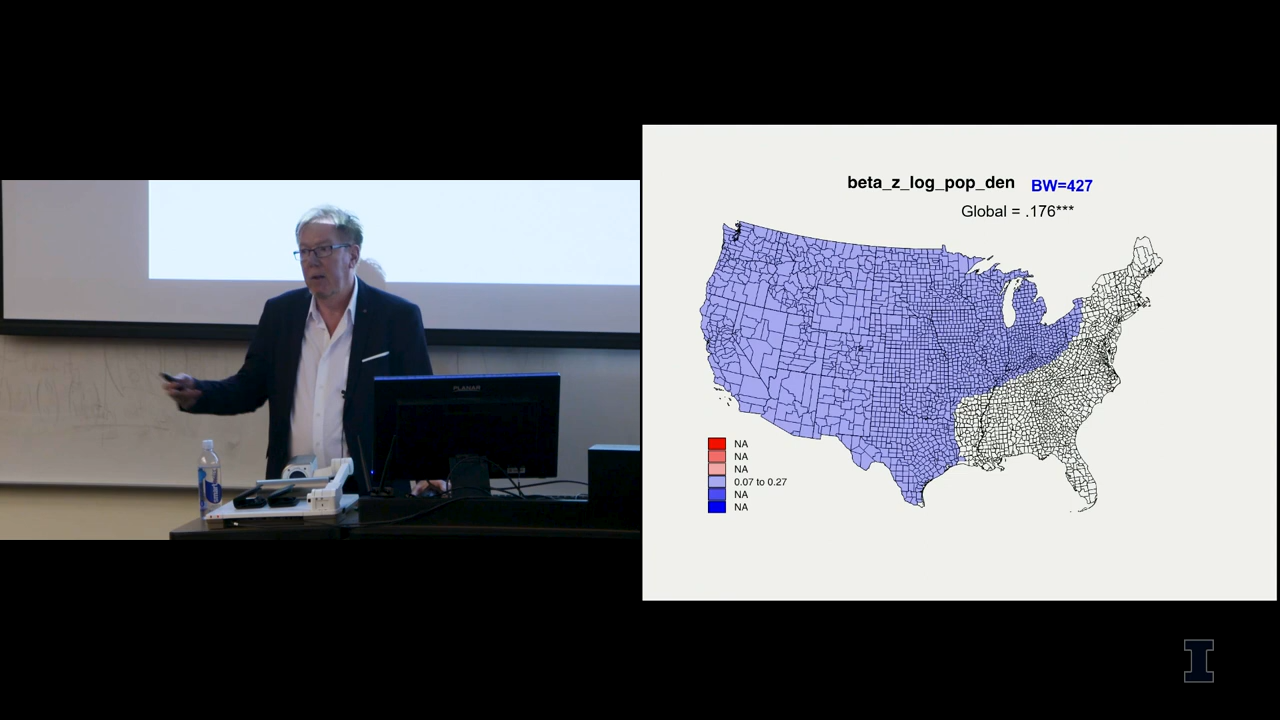 beta_z_log_pop_den BW=427
Global = .176***
NA
NA
NA
0.07 to 0.27
NA
NA
PLANAR
I